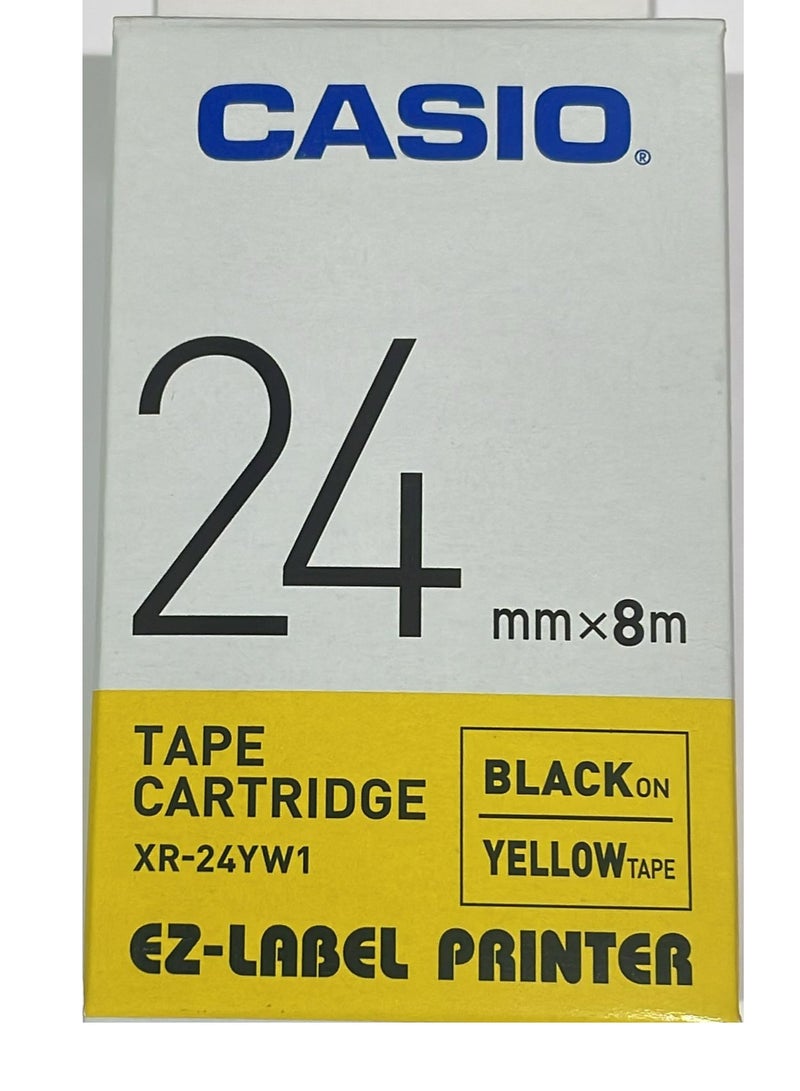 CASIO®
24 mm×8m
TAPE
CARTRIDGE
XR-24YW1
BLACK ON
YELLOW TAPE
EZ-LABEL PRINTER